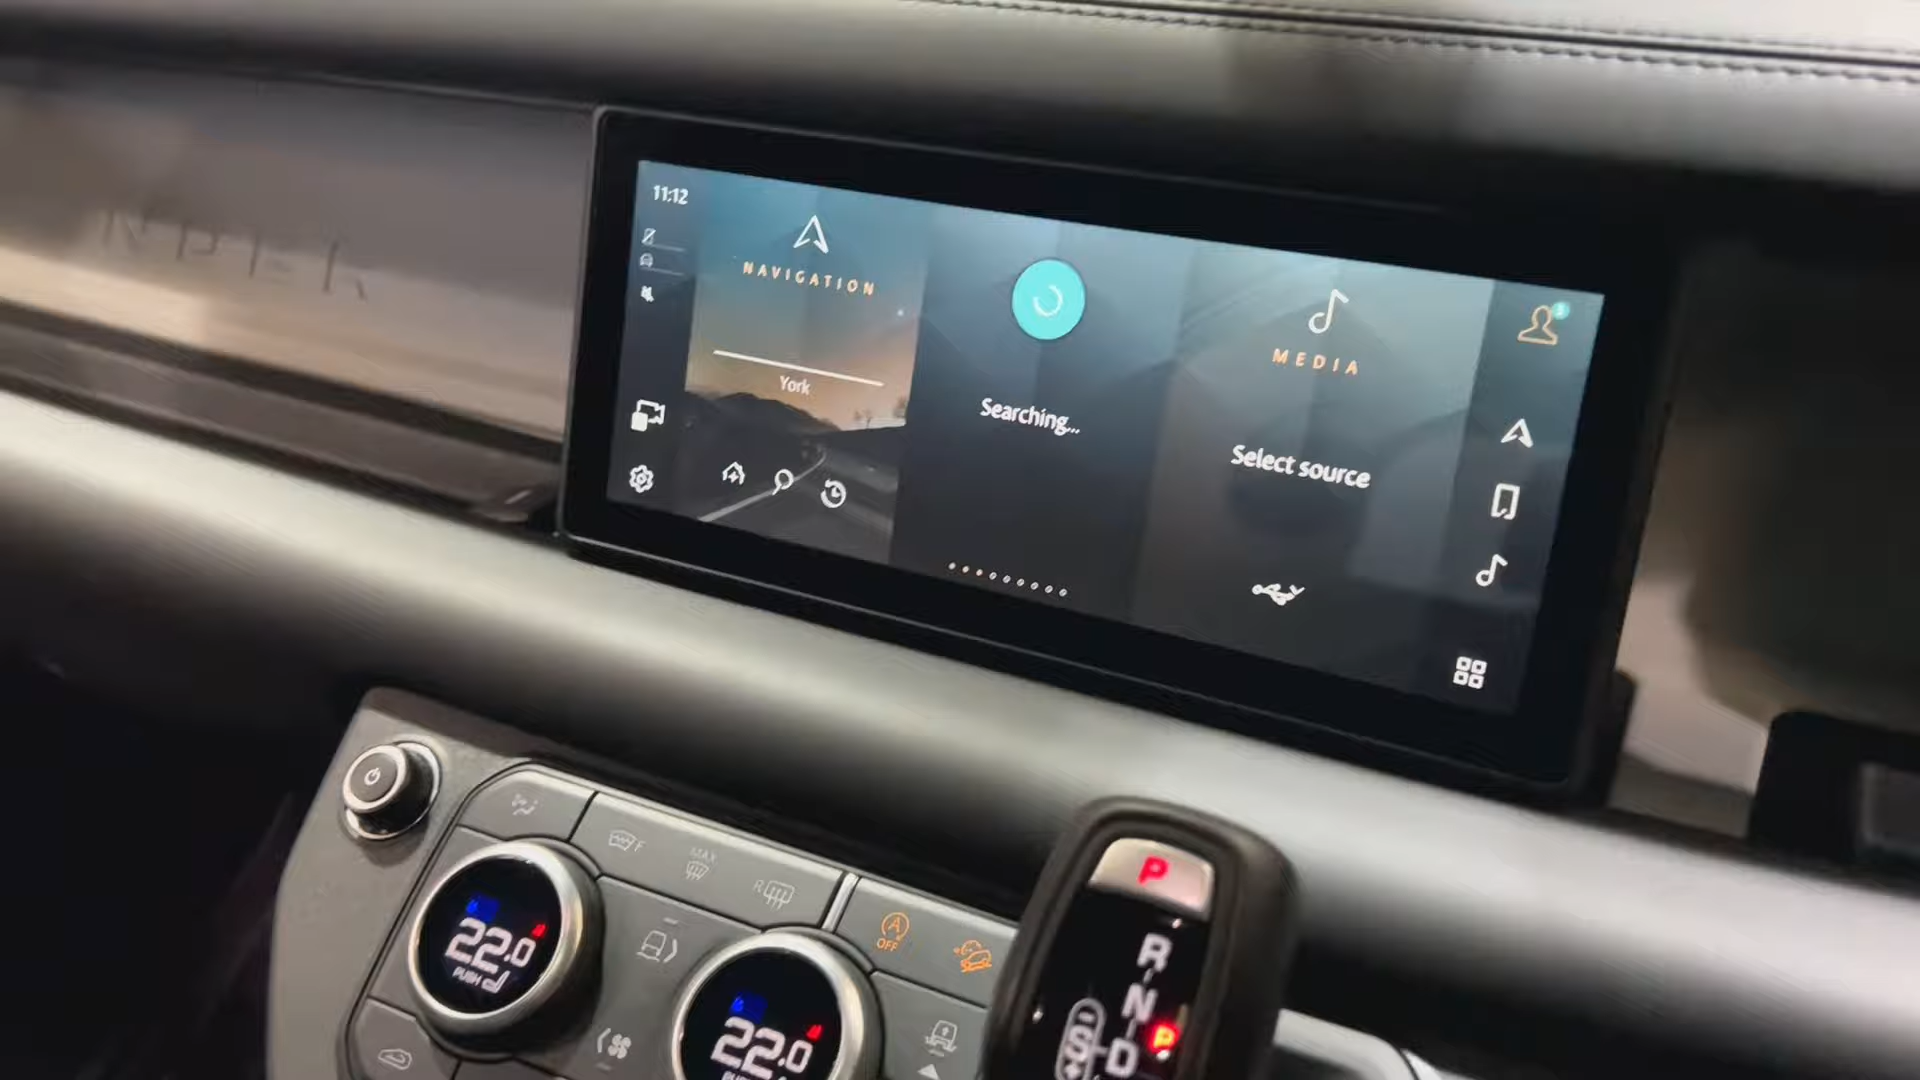 11:12
NAVIGATION
York
Searching...
MEDIA
Select source
F
MAX
R
A
OFF
22.0
PUSH
22.0
P
R
N
D
P
S